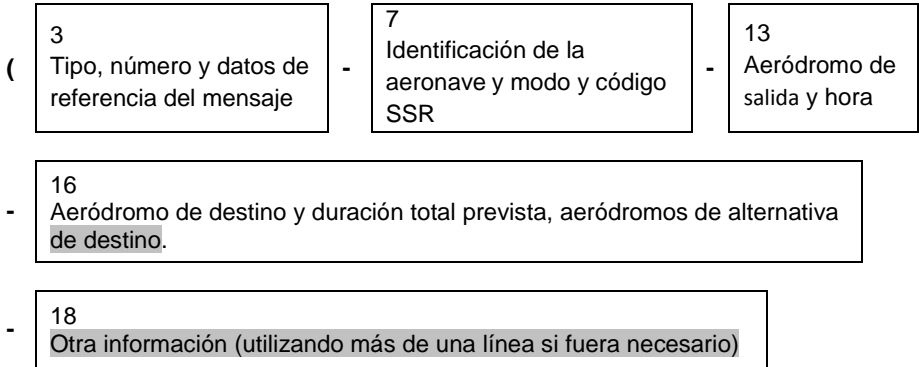 (
3
Tipo, número y datos de
referencia del mensaje
-
7
Identificación de la
aeronave y modo y código
SSR
-
13
Aeródromo de
salida y hora
-
16
Aeródromo de destino y duración total prevista, aeródromos de alternativa
de destino.
-
18
Otra información (utilizando más de una línea si fuera necesario)